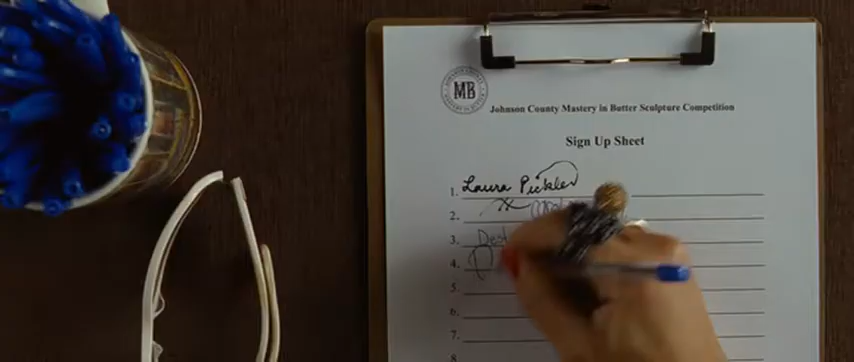 MB
Johnson County Mastery in Butter Sculpture Competition
Sign Up Sheet
1. Laura Pickler
2.
3.
4.
5.
6.
7.
8.